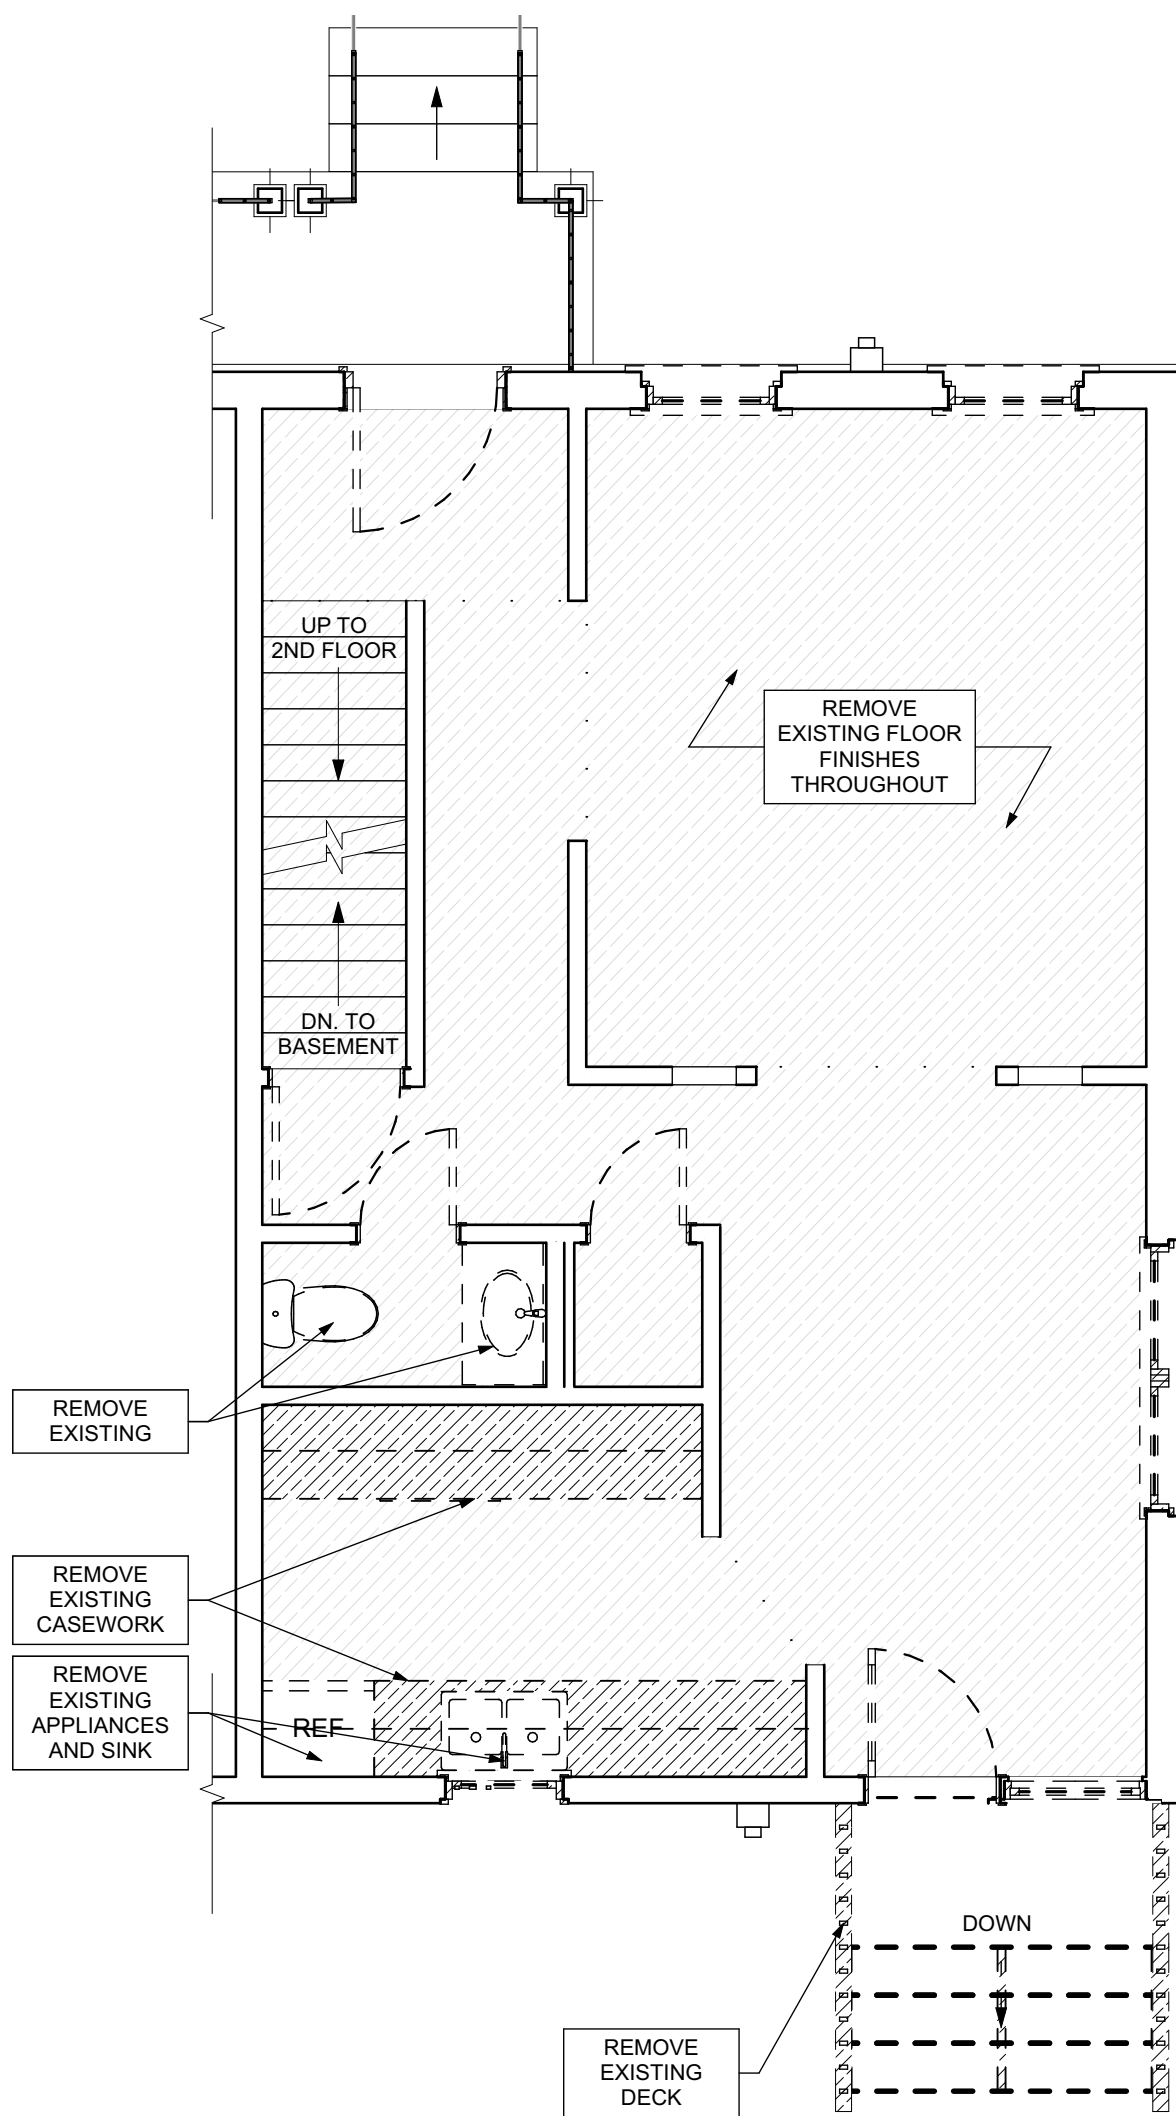 UP TO
2ND FLOOR
REMOVE
EXISTING FLOOR
FINISHES
THROUGHOUT
DN. TO
BASEMENT
REMOVE
EXISTING
REMOVE
EXISTING
CASEWORK
REMOVE
EXISTING
APPLIANCES
AND SINK
REF
DOWN
REMOVE
EXISTING
DECK